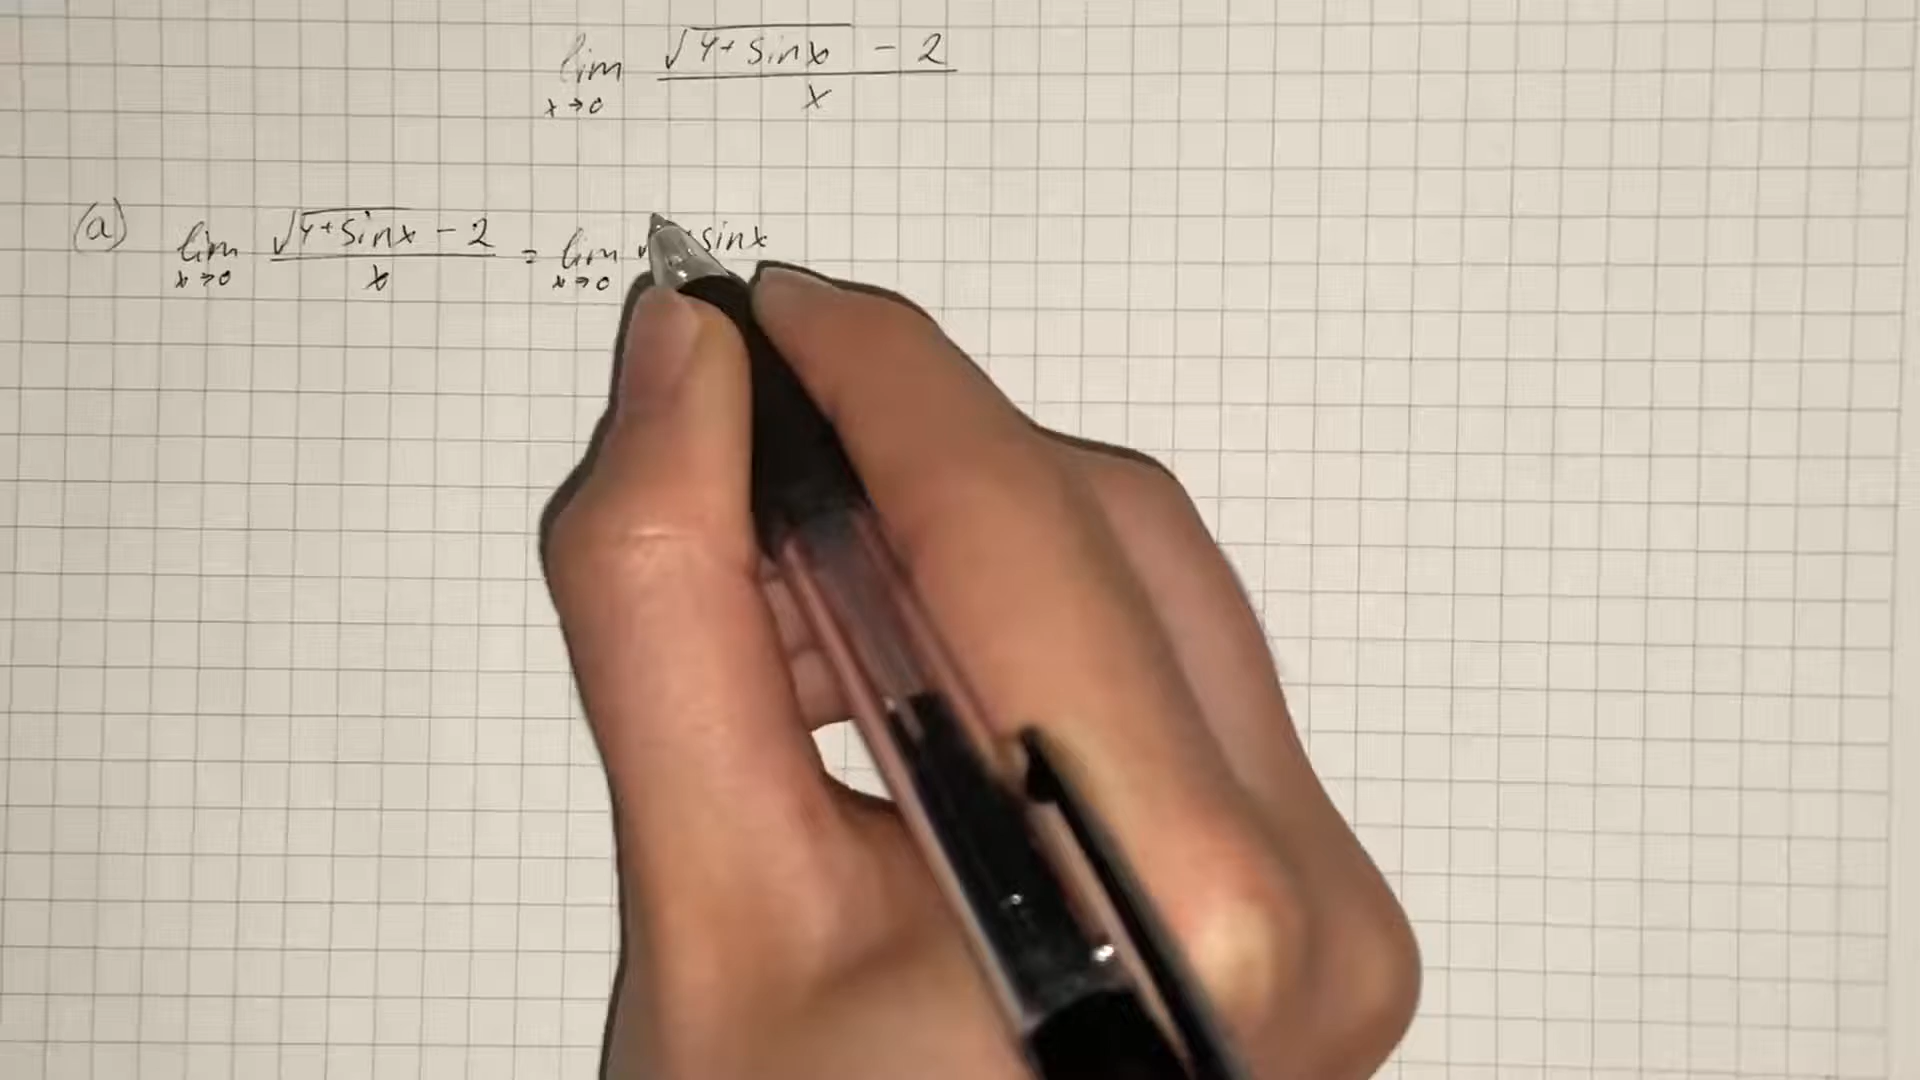 lim x→0 (√(4+sinx) - 2)/x
(a) lim x→0 (√(4+sinx) - 2)/x = lim x→0 √ sinx